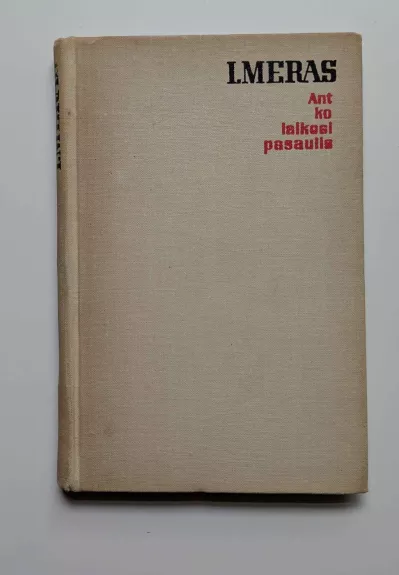 I.MERAS
Ant
ko
laikosi
pasaulis